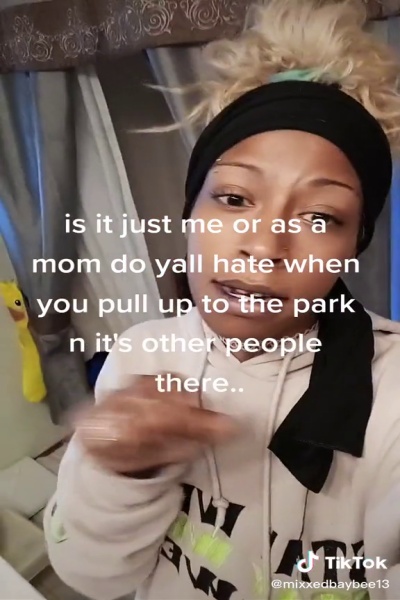 is it just me or as a
mom do yall hate when
you pull up to the park
n it's other people
there..
TikTok
@mixxedbaybee13